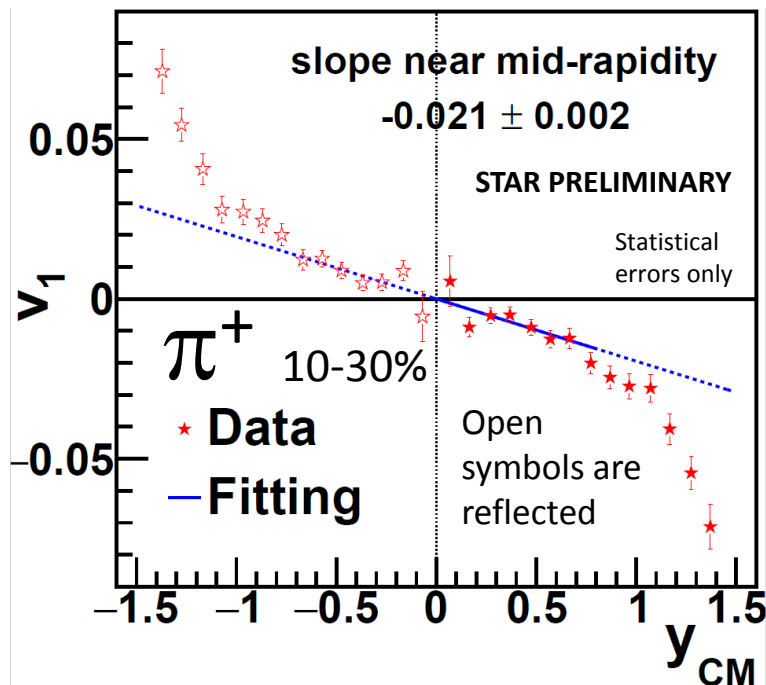 slope near mid-rapidity
-0.021 ± 0.002
0.05
STAR PRELIMINARY
Statistical
errors only
v₁
0
π⁺ 10-30%
Data
Open
−0.05
symbols are
Fitting
reflected
−1.5 −1 −0.5 0 0.5 1 1.5
y_CM